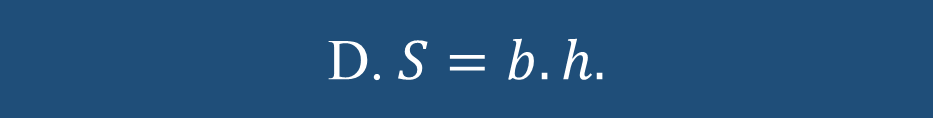 D. S = b. h.